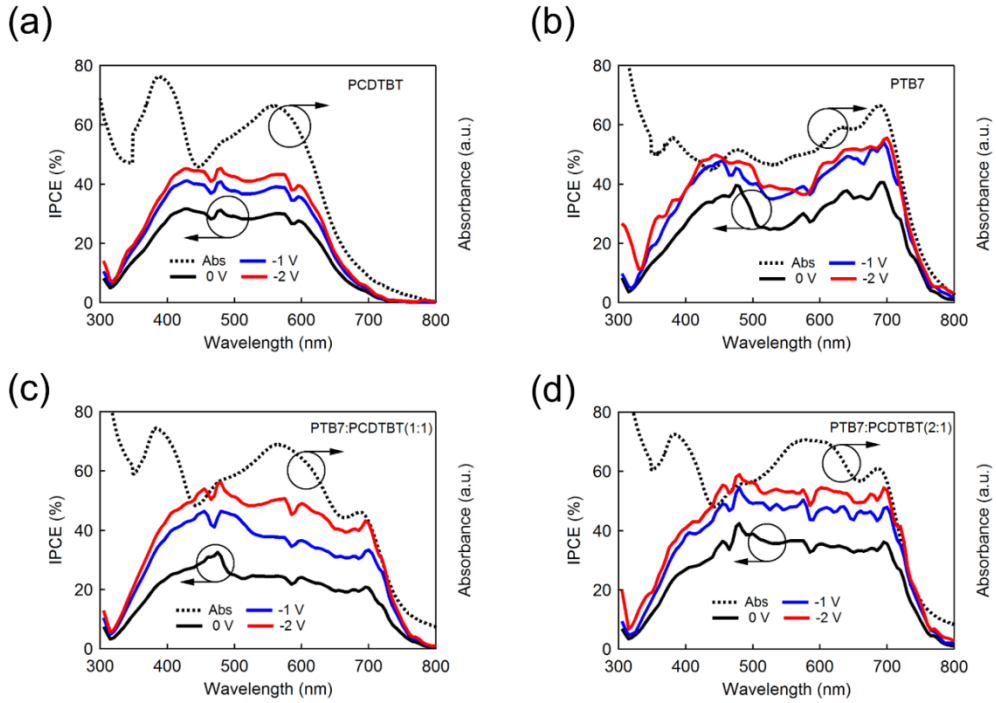 (a)
80
60
40
20
0
IPCE (%)
PCDTBT
Absorbance (a.u.)
Abs -1 V
0 V -2 V
300 400 500 600 700 800
Wavelength (nm)
(b)
80
60
40
20
0
IPCE (%)
PTB7
Absorbance (a.u.)
Abs -1 V
0 V -2 V
300 400 500 600 700 800
Wavelength (nm)
(c)
80
60
40
20
0
IPCE (%)
PTB7:PCDTBT(1:1)
Absorbance (a.u.)
Abs -1 V
0 V -2 V
300 400 500 600 700 800
Wavelength (nm)
(d)
80
60
40
20
0
IPCE (%)
PTB7:PCDTBT(2:1)
Absorbance (a.u.)
Abs -1 V
0 V -2 V
300 400 500 600 700 800
Wavelength (nm)